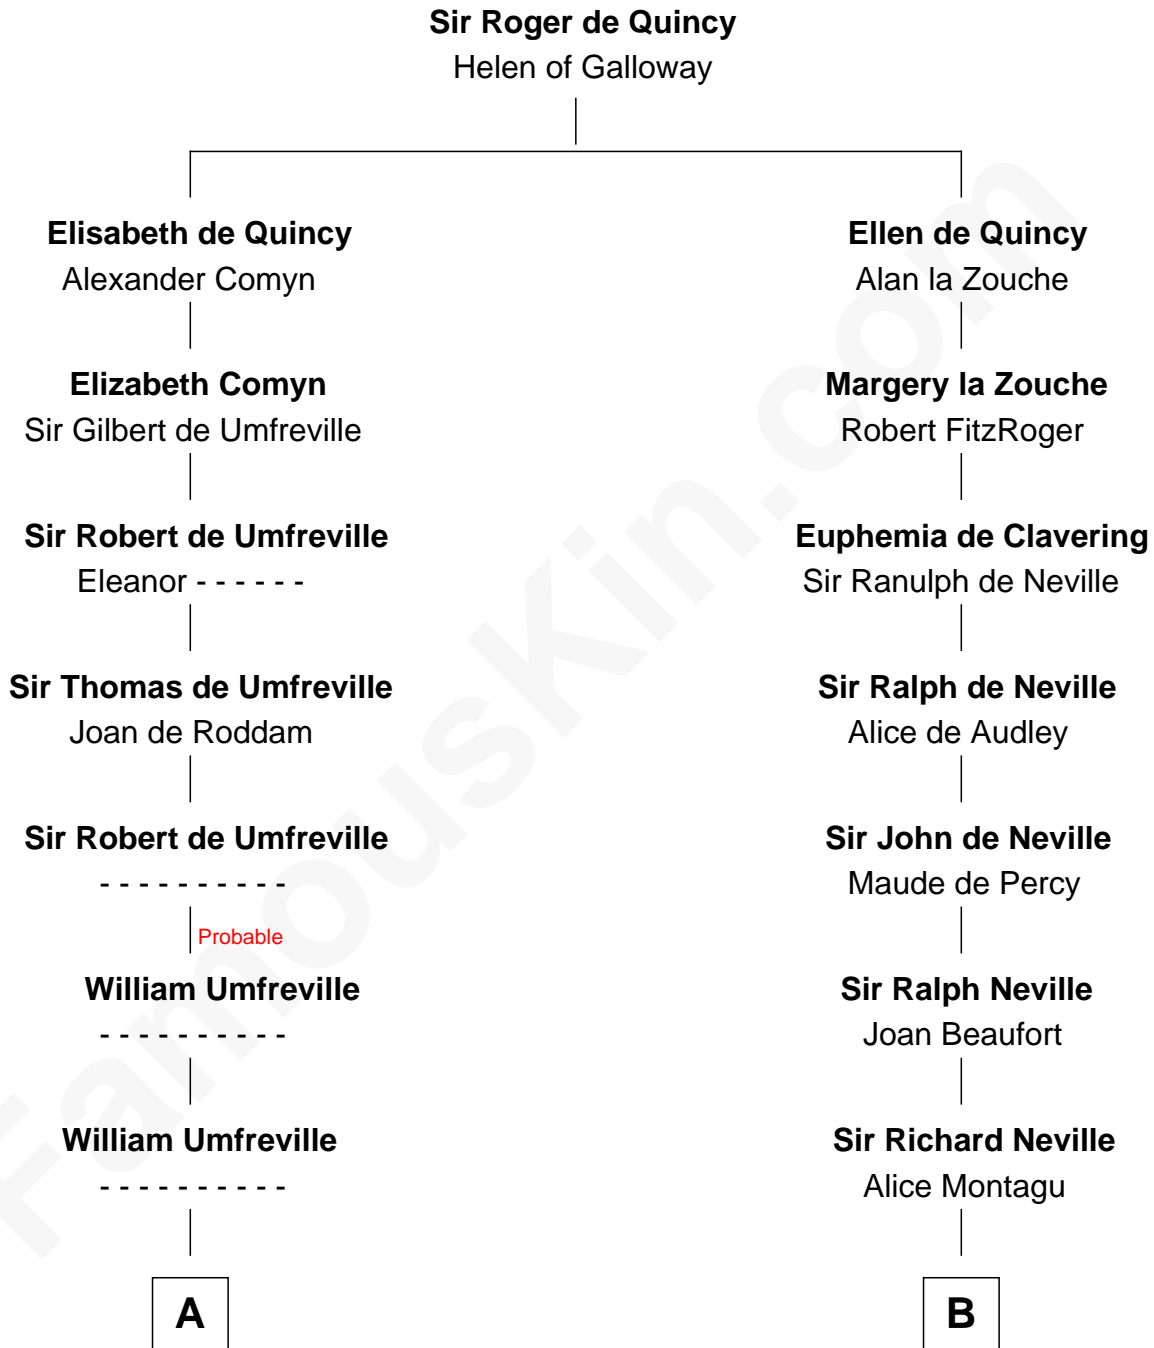 Sir Roger de Quincy
Helen of Galloway
Elisabeth de Quincy
Alexander Comyn
Ellen de Quincy
Alan la Zouche
Elizabeth Comyn
Sir Gilbert de Umfreville
Margery la Zouche
Robert FitzRoger
Sir Robert de Umfreville
Eleanor - - - - - -
Euphemia de Clavering
Sir Ranulph de Neville
Sir Thomas de Umfreville
Joan de Roddam
Sir Ralph de Neville
Alice de Audley
Sir Robert de Umfreville
- - - - - - - - - -
Sir John de Neville
Maude de Percy
Probable
William Umfreville
- - - - - - - - - -
Sir Ralph Neville
Joan Beaufort
William Umfreville
- - - - - - - - - -
Sir Richard Neville
Alice Montagu
A
B
FamousKin.com